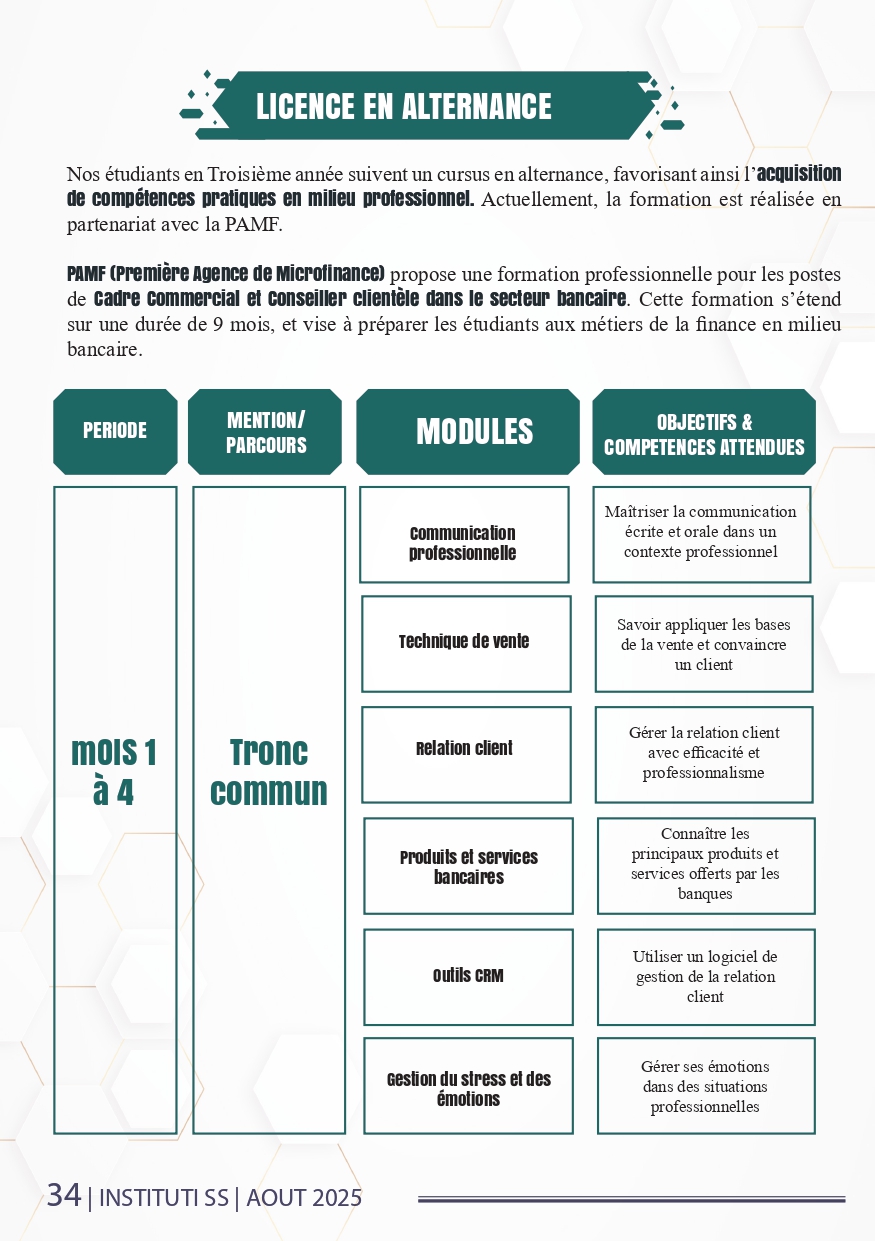 LICENCE EN ALTERNANCE
Nos étudiants en Troisième année suivent un cursus en alternance, favorisant ainsi l'acquisition
de compétences pratiques en milieu professionnel. Actuellement, la formation est réalisée en
partenariat avec la PAMF.
PAMF (Première Agence de Microfinance) propose une formation professionnelle pour les postes
de Cadre Commercial et Conseiller clientèle dans le secteur bancaire. Cette formation s'étend
sur une durée de 9 mois, et vise à préparer les étudiants aux métiers de la finance en milieu
bancaire.
PERIODE
MENTION/
PARCOURS
MODULES
OBJECTIFS &
COMPETENCES ATTENDUES
mOIS 1
à 4
Tronc
commun
Communication
professionnelle
Maîtriser la communication
écrite et orale dans un
contexte professionnel
Technique de vente
Savoir appliquer les bases
de la vente et convaincre
un client
Relation client
Gérer la relation client
avec efficacité et
professionnalisme
Produits et services
bancaires
Connaître les
principaux produits et
services offerts par les
banques
Outils CRM
Utiliser un logiciel de
gestion de la relation
client
Gestion du stress et des
émotions
Gérer ses émotions
dans des situations
professionnelles
34 | INSTITUTI SS | AOUT 2025